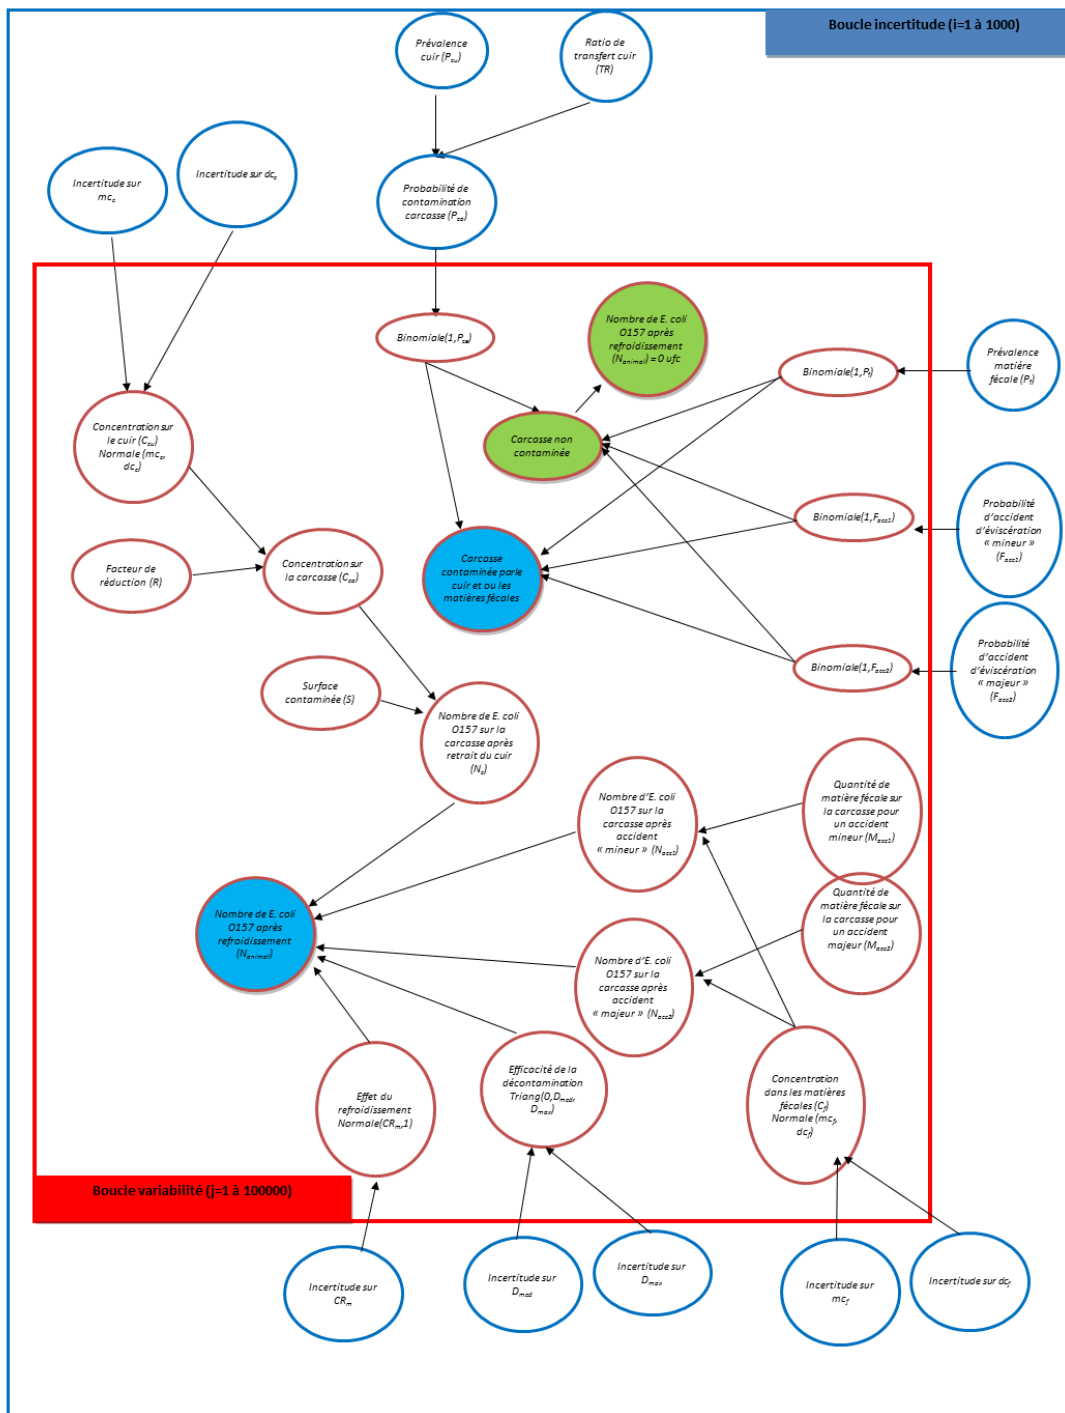 Boucle incertitude (i=1 à 1000)
Prévalence
cuir (Pcu)
Ratio de
transfert cuir
(TR)
Incertitude sur
mcc
Incertitude sur dcc
Probabilité de
contamination
carcasse (Pca)
Binomiale(1,Pca)
Nombre de E. coli
O157 après
refroidissement
(Nanimal) = 0 ufc
Binomiale(1,Pf)
Prévalence
matière
fécale (Pf)
Concentration sur
le cuir (Ccu)
Normale (mcc,
dcc)
Carcasse non
contaminée
Binomiale(1,Facc1)
Probabilité
d’accident
d’éviscération
« mineur »
(Facc1)
Facteur de
réduction (R)
Concentration sur
la carcasse (Cca)
Carcasse
contaminée parle
cuir et ou les
matières fécales
Binomiale(1,Facc2)
Probabilité
d’accident
d’éviscération
« majeur »
(Facc2)
Surface
contaminée (S)
Nombre de E. coli
O157 sur la
carcasse après
retrait du cuir
(Nc)
Nombre d’E. coli
O157 sur la
carcasse après
accident
« mineur » (Nacc1)
Quantité de
matière fécale sur
la carcasse pour
un accident
mineur (Macc1)
Quantité de
matière fécale sur
la carcasse pour
un accident
majeur (Macc2)
Nombre de E. coli
O157 après
refroidissement
(Nanimal)
Nombre d’E. coli
O157 sur la
carcasse après
accident
« majeur » (Nacc2)
Effet du
refroidissement
Normale(CRm,1)
Efficacité de la
décontamination
Triang(0,Dmed,
Dmax)
Concentration
dans les matières
fécales (Cf)
Normale (mcf,
dcf)
Boucle variabilité (j=1 à 100000)
Incertitude sur
CRm
Incertitude sur
Dmed
Incertitude sur
Dmax
Incertitude sur
mcf
Incertitude sur dcf